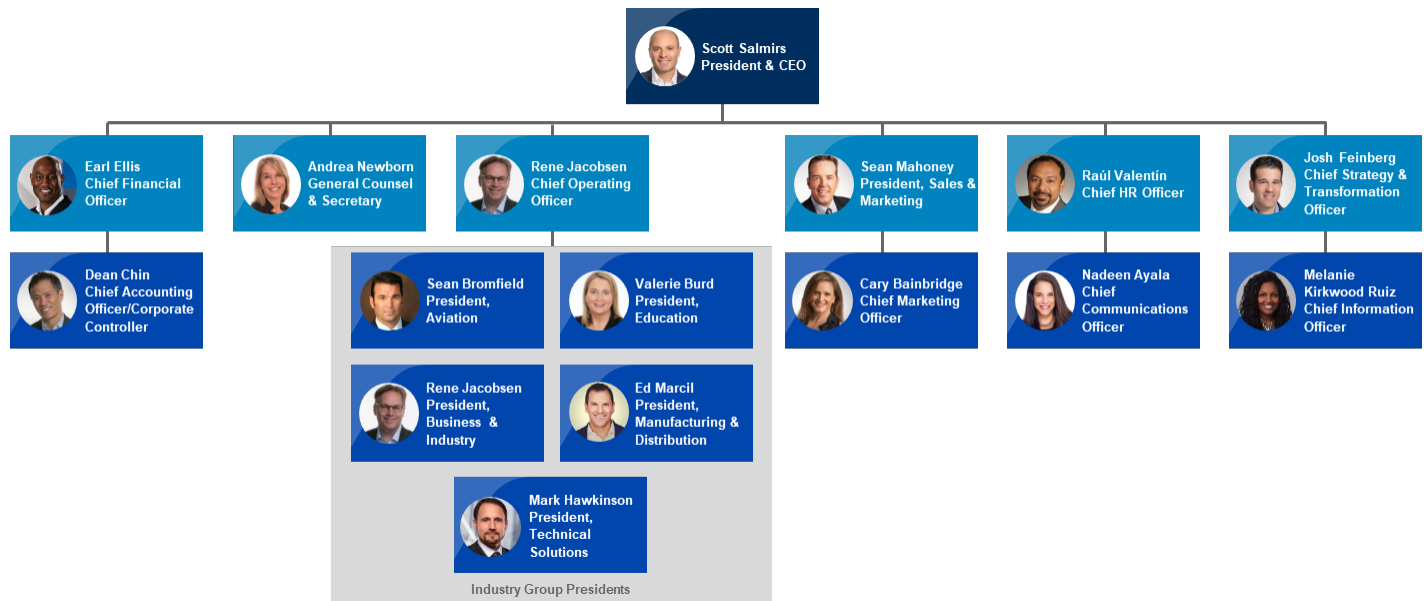 Scott Salmirs
President & CEO
Earl Ellis
Chief Financial
Officer
Andrea Newborn
General Counsel
& Secretary
Rene Jacobsen
Chief Operating
Officer
Sean Mahoney
President, Sales &
Marketing
Raúl Valentín
Chief HR Officer
Josh Feinberg
Chief Strategy &
Transformation
Officer
Dean Chin
Chief Accounting
Officer/Corporate
Controller
Sean Bromfield
President,
Aviation
Valerie Burd
President,
Education
Cary Bainbridge
Chief Marketing
Officer
Nadeen Ayala
Chief
Communications
Officer
Melanie
Kirkwood Ruiz
Chief Information
Officer
Rene Jacobsen
President,
Business &
Industry
Ed Marcil
President,
Manufacturing &
Distribution
Mark Hawkinson
President,
Technical
Solutions
Industry Group Presidents